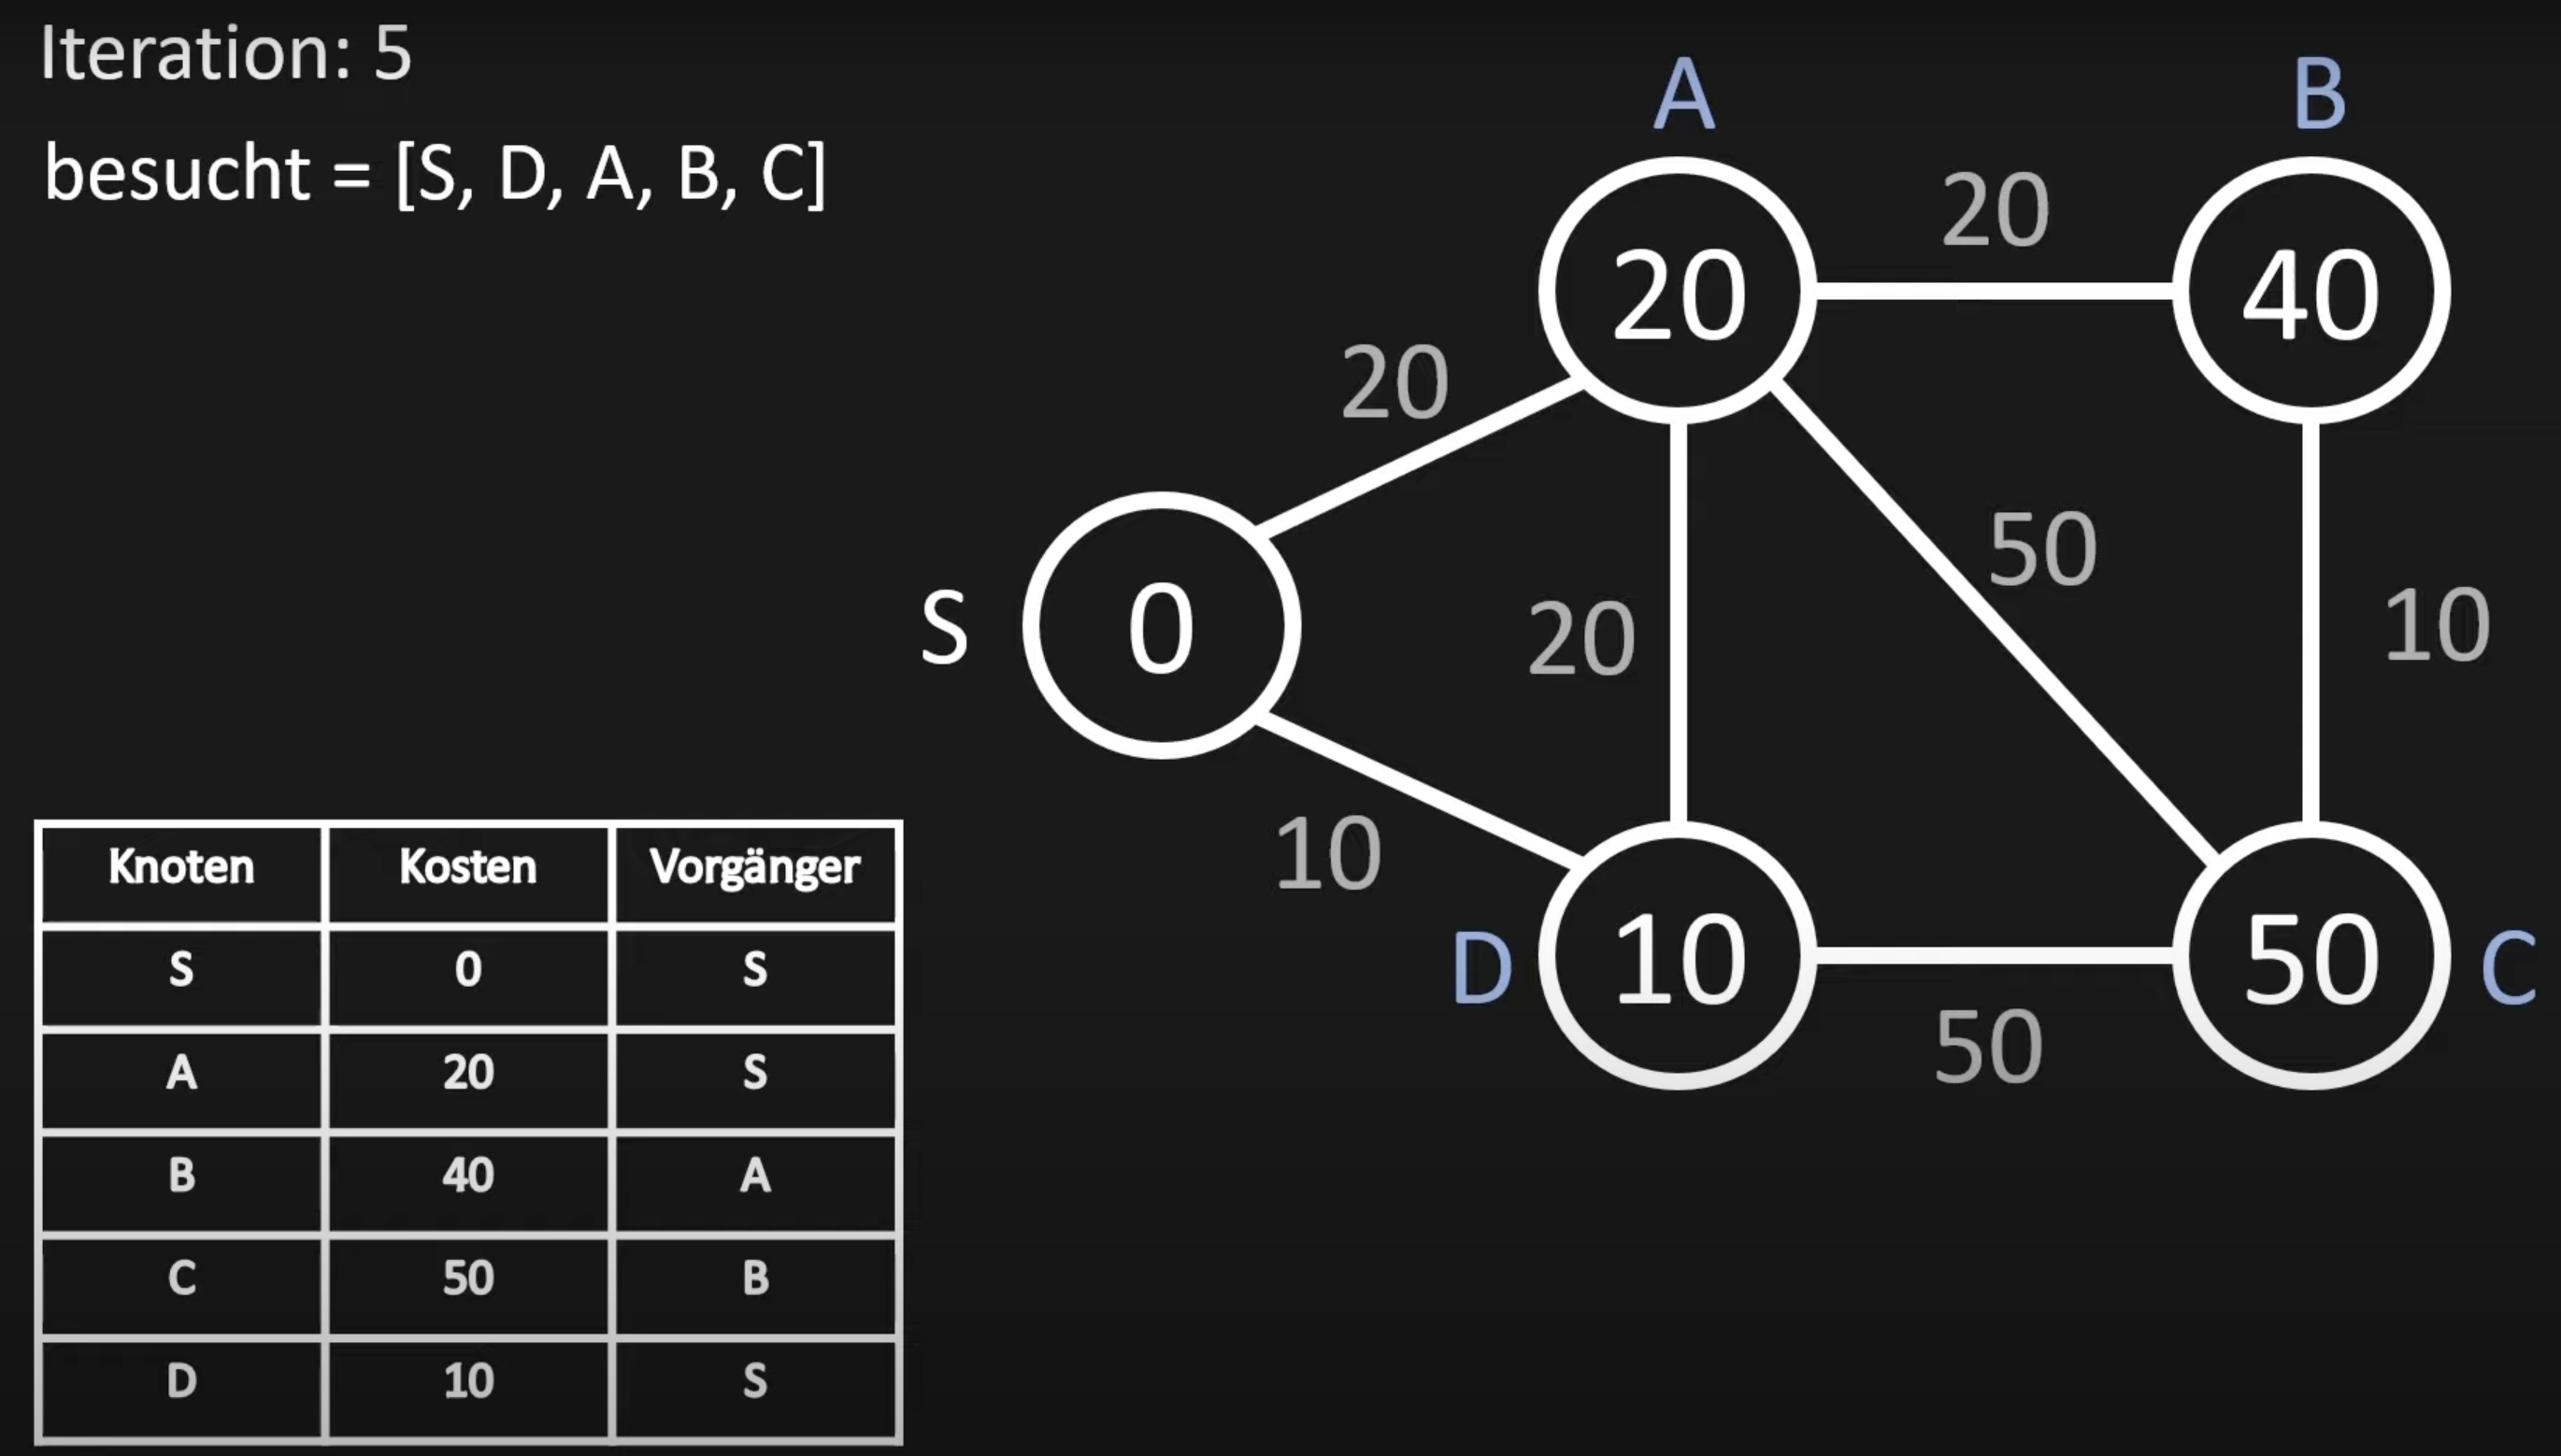 Iteration: 5
besucht = [S, D, A, B, C]
A
B
20
20
40
20
50
S
0
20
10
10
D
10
50
C
50
Knoten Kosten Vorgänger
S 0 S
A 20 S
B 40 A
C 50 B
D 10 S